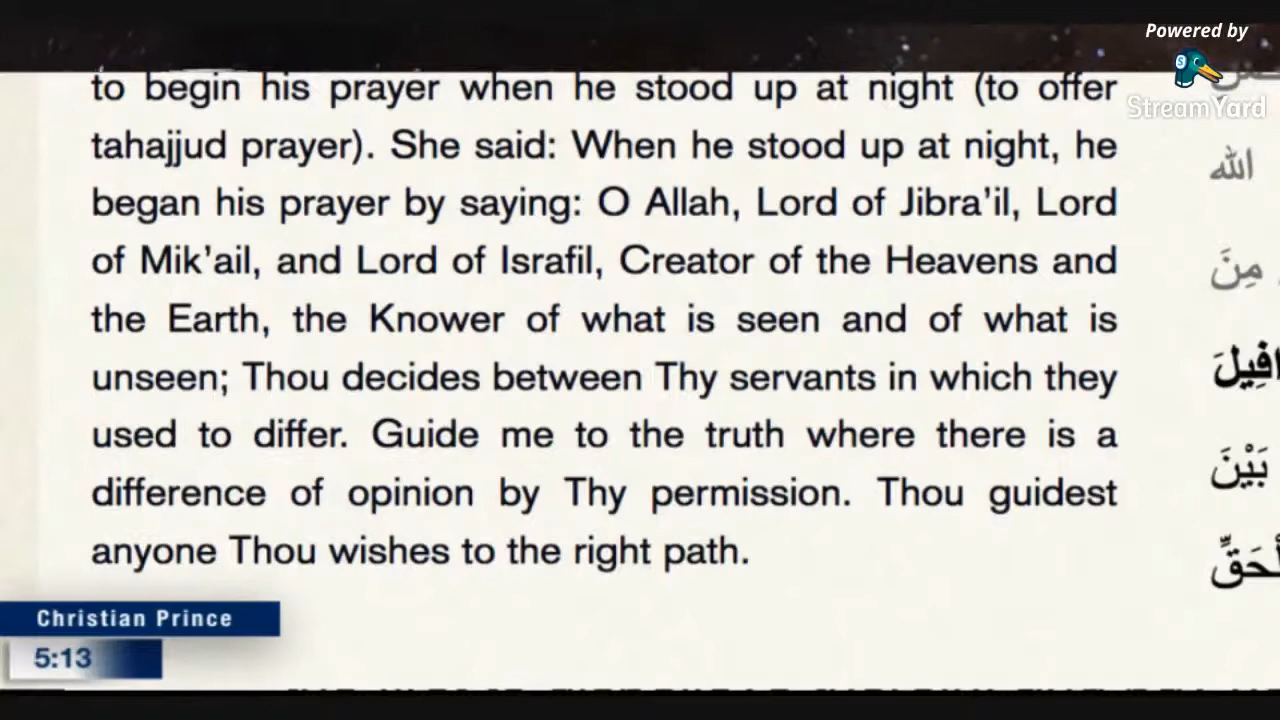 Powered by
StreamYard
to begin his prayer when he stood up at night (to offer
tahajjud prayer). She said: When he stood up at night, he
began his prayer by saying: O Allah, Lord of Jibra'il, Lord
of Mik'ail, and Lord of Israfil, Creator of the Heavens and
the Earth, the Knower of what is seen and of what is
unseen; Thou decides between Thy servants in which they
used to differ. Guide me to the truth where there is a
difference of opinion by Thy permission. Thou guidest
anyone Thou wishes to the right path.
الله
مِنَ
بَيْنَ
Christian Prince
5:13